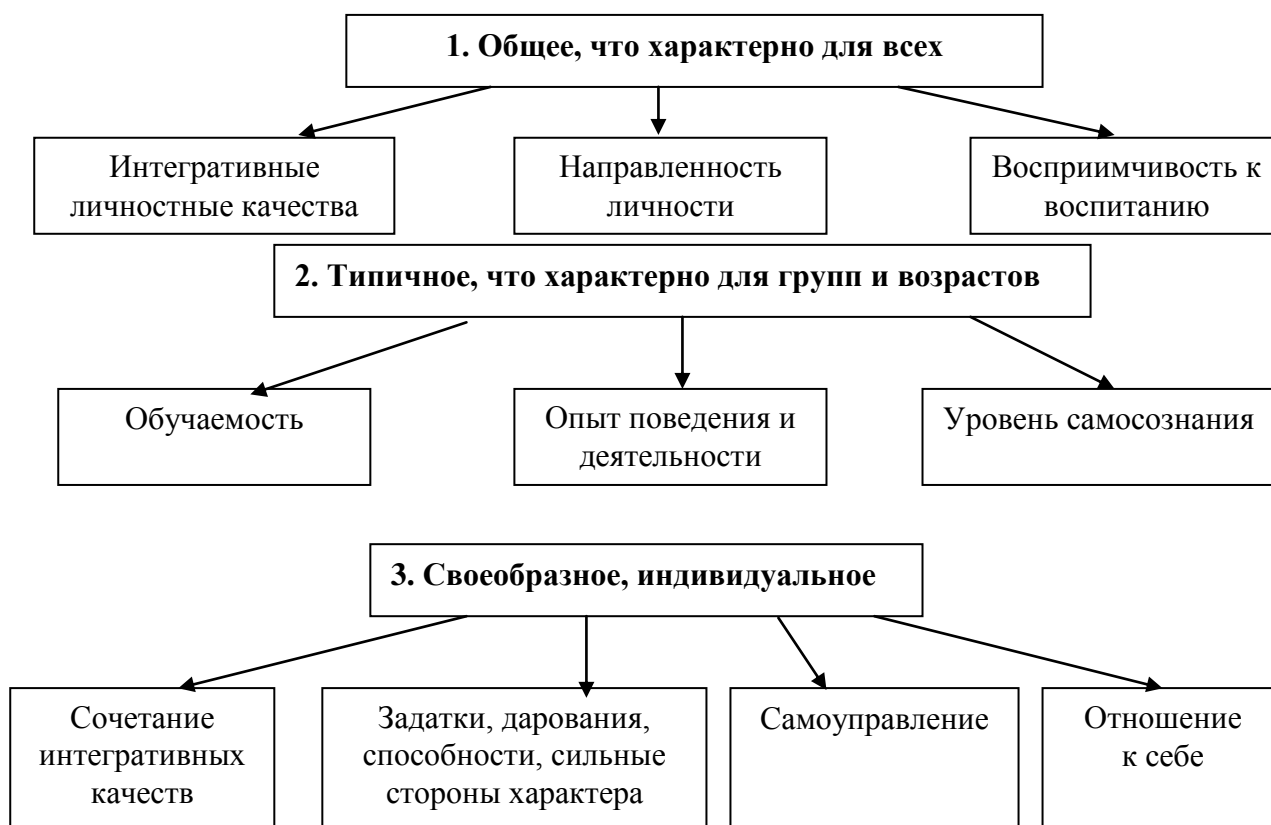 1. Общее, что характерно для всех
Интегративные
личностные качества
Направленность
личности
Восприимчивость к
воспитанию
2. Типичное, что характерно для групп и возрастов
Обучаемость
Опыт поведения и
деятельности
Уровень самосознания
3. Своеобразное, индивидуальное
Сочетание
интегративных
качеств
Задатки, дарования,
способности, сильные
стороны характера
Самоуправление
Отношение
к себе